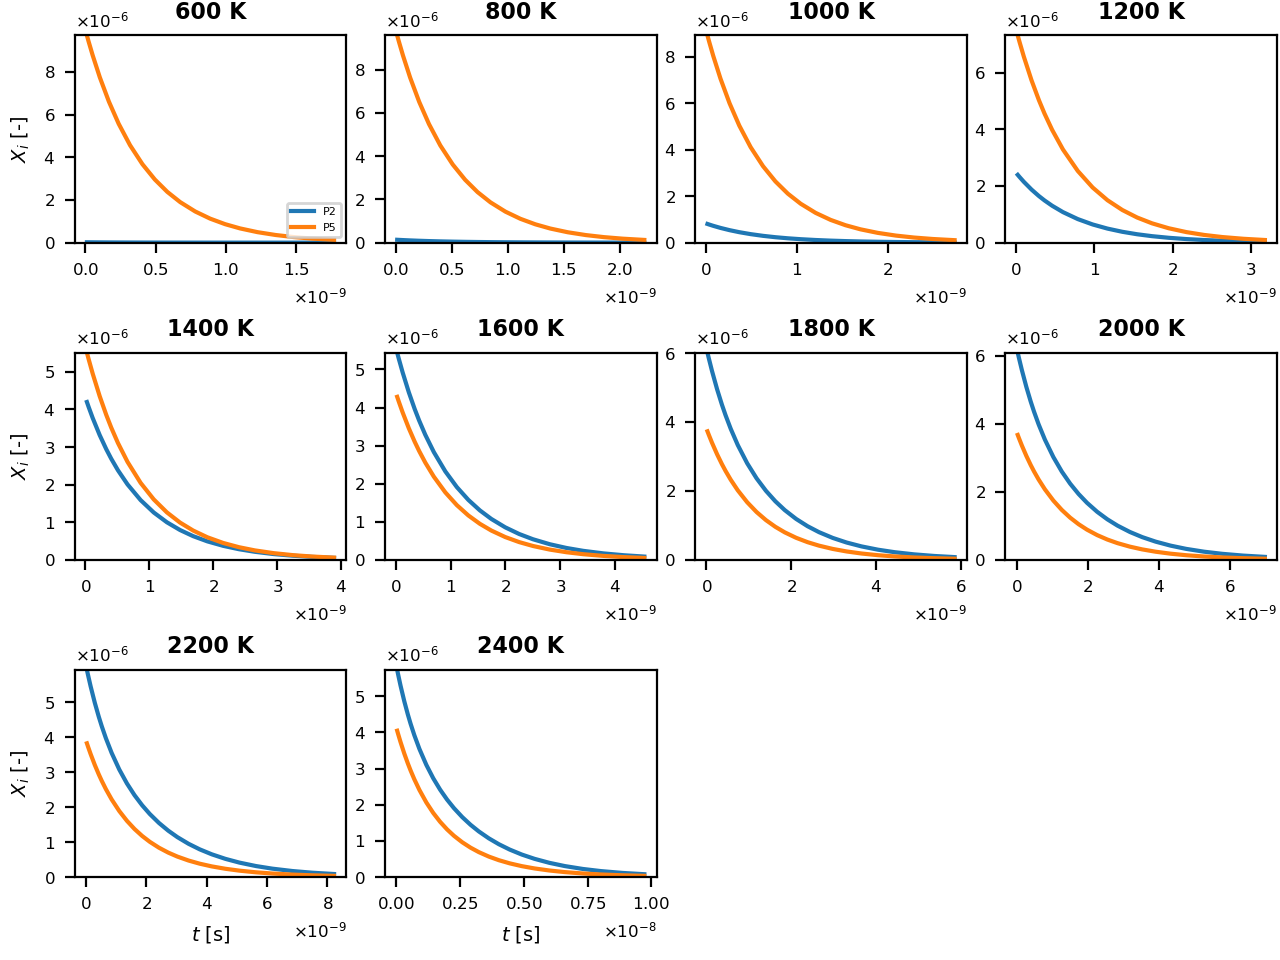 600 K
800 K
1000 K
1200 K
×10⁻⁶
×10⁻⁶
×10⁻⁶
×10⁻⁶
X_i [-]
8
6
4
2
0
0.0 0.5 1.0 1.5
×10⁻⁹
P2
P5
8
6
4
2
0
0.0 0.5 1.0 1.5 2.0
×10⁻⁹
8
6
4
2
0
0 1 2
×10⁻⁹
6
4
2
0
0 1 2 3
×10⁻⁹
1400 K
1600 K
1800 K
2000 K
×10⁻⁶
×10⁻⁶
×10⁻⁶
×10⁻⁶
X_i [-]
5
4
3
2
1
0
0 1 2 3 4
×10⁻⁹
5
4
3
2
1
0
0 1 2 3 4
×10⁻⁹
6
4
2
0
0 2 4 6
×10⁻⁹
6
4
2
0
0 2 4 6
×10⁻⁹
2200 K
2400 K
×10⁻⁶
×10⁻⁶
X_i [-]
5
4
3
2
1
0
0 2 4 6 8
t [s]
×10⁻⁹
5
4
3
2
1
0
0.00 0.25 0.50 0.75 1.00
t [s]
×10⁻⁸